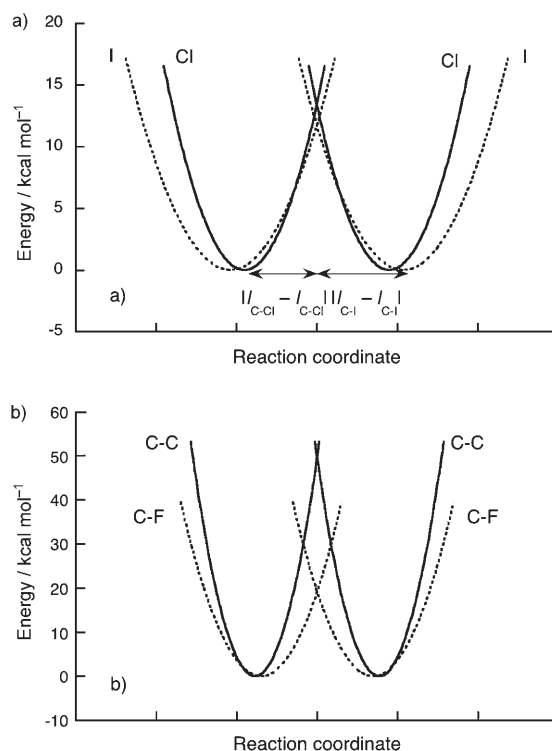 a)
20
15
10
5
0
-5
Energy / kcal mol⁻¹
I
Cl
Cl
I
a)
|l_C-Cl – l_C-Cl| |l_C-I – l_C-I|
Reaction coordinate
b)
60
50
40
30
20
10
0
-10
Energy / kcal mol⁻¹
C-C
C-C
C-F
C-F
b)
Reaction coordinate